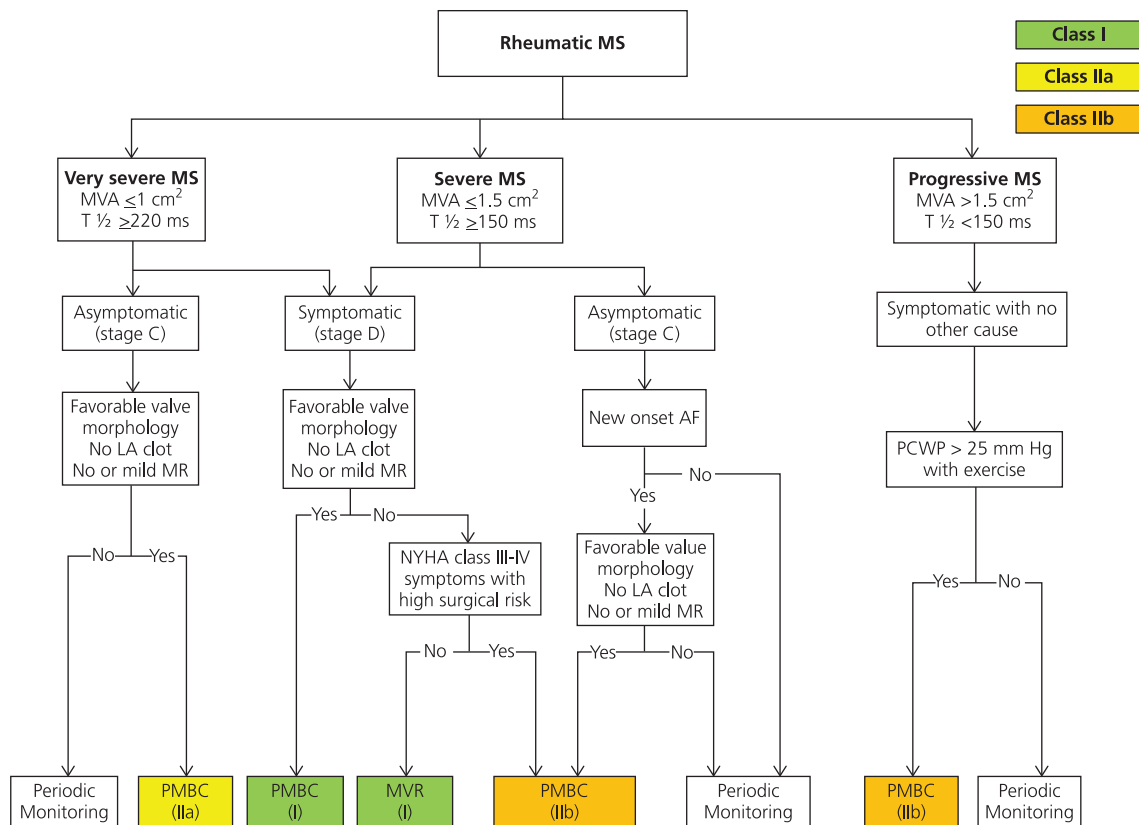 Rheumatic MS
Class I
Class IIa
Class IIb
Very severe MS
MVA ≤1 cm²
T ½ ≥220 ms
Severe MS
MVA ≤1.5 cm²
T ½ ≥150 ms
Progressive MS
MVA >1.5 cm²
T ½ <150 ms
Asymptomatic
(stage C)
Symptomatic
(stage D)
Asymptomatic
(stage C)
Symptomatic with no
other cause
Favorable valve
morphology
No LA clot
No or mild MR
Favorable valve
morphology
No LA clot
No or mild MR
New onset AF
PCWP > 25 mm Hg
with exercise
No
Yes
Yes
No
NYHA class III-IV
symptoms with
high surgical risk
No
Yes
Yes
No
Favorable value
morphology
No LA clot
No or mild MR
Yes
No
Yes
No
Periodic
Monitoring
PMBC
(IIa)
PMBC
(I)
MVR
(I)
PMBC
(IIb)
Periodic
Monitoring
PMBC
(IIb)
Periodic
Monitoring